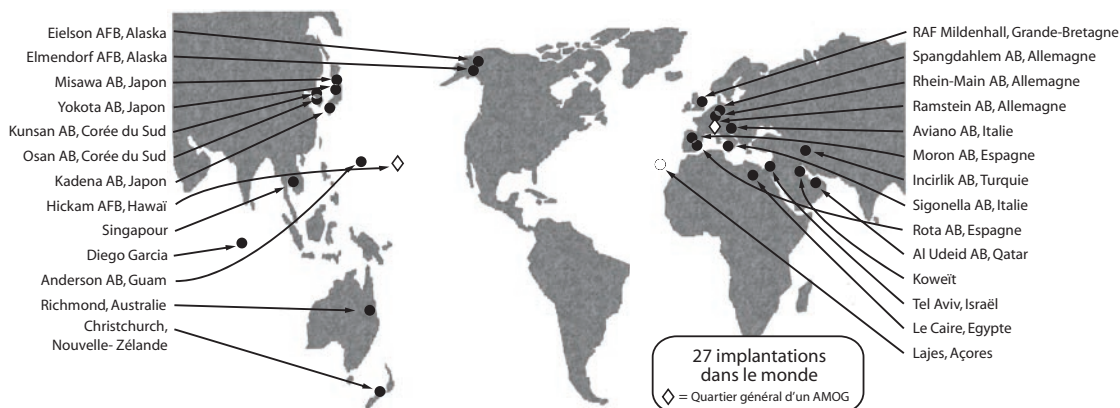 Eielson AFB, Alaska
Elmendorf AFB, Alaska
Misawa AB, Japon
Yokota AB, Japon
Kunsan AB, Corée du Sud
Osan AB, Corée du Sud
Kadena AB, Japon
Hickam AFB, Hawaï
Singapour
Diego Garcia
Anderson AB, Guam
Richmond, Australie
Christchurch,
Nouvelle- Zélande
RAF Mildenhall, Grande-Bretagne
Spangdahlem AB, Allemagne
Rhein-Main AB, Allemagne
Ramstein AB, Allemagne
Aviano AB, Italie
Moron AB, Espagne
Incirlik AB, Turquie
Sigonella AB, Italie
Rota AB, Espagne
Al Udeid AB, Qatar
Koweït
Tel Aviv, Israël
Le Caire, Egypte
Lajes, Açores
27 implantations
dans le monde
◊ = Quartier général d'un AMOG